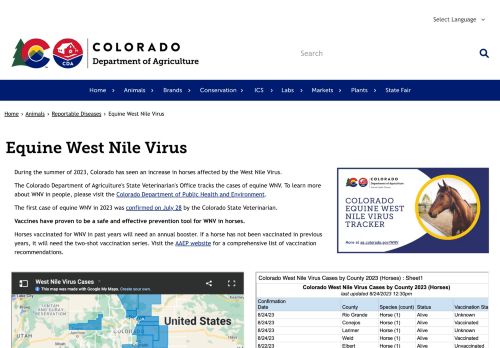 Select Language
COLORADO
Department of Agriculture
CDA
Search
Home Animals Brands Conservation ICS Labs Markets Plants State Fair
Home > Animals > Reportable Diseases > Equine West Nile Virus
Equine West Nile Virus
During the summer of 2023, Colorado has seen an increase in horses affected by the West Nile Virus.
The Colorado Department of Agriculture's State Veterinarian's Office tracks the cases of equine WNV. To learn
more about WNV in people, please visit the Colorado Department of Public Health and Environment.
The first case of equine WNV in 2023 was confirmed on July 28 by the Colorado State Veterinarian.
Vaccines have proven to be a safe and effective prevention tool for WNV in horses.
Horses vaccinated for WNV in past years will need an annual booster. If a horse has not been vaccinated in previous
years, it will need the two-shot vaccination series. Visit the AAEP website for a comprehensive list of vaccination
recommendations.
COLORADO
Department of Agriculture
COLORADO
EQUINE WEST
NILE VIRUS
TRACKER
More at ag.colorado.gov/WNV
West Nile Virus Cases
This map was made with Google My Maps. Create your own.
United States
UTAH
COLORADO
KANSAS
Colorado West Nile Virus Cases by County 2023 (Horses) : Sheet1
Colorado West Nile Virus Cases by County 2023 (Horses)
last updated 8/24/2023 12:30pm
Confirmation
Date County Species (count) Status Vaccination Sta
8/24/23 Rio Grande Horse (1) Alive Unknown
8/24/23 Conejos Horse (1) Alive Vaccinated
8/24/23 Larimer Horse (1) Alive Unknown
8/24/23 Weld Horse (1) Alive Vaccinated
8/24/23 Elbert Horse (1) Alive Unvaccinated